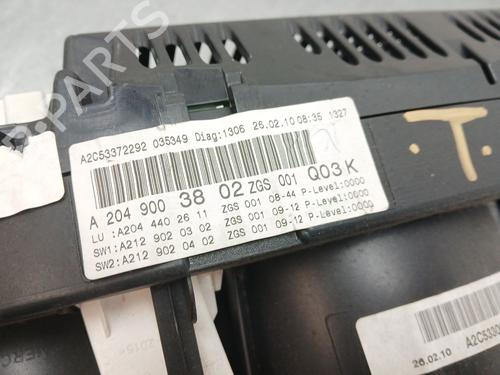 A2C53372292 035349 Diag:1306 26.02.10 08:35 1327
A 204 900 38 02 ZGS 001 Q03 K
LU :A204 440 26 11 ZGS 001 08-44 P-Level:0000
SW1:A212 902 03 02 ZGS 001 09-12 P-Level:0000
SW2:A212 902 04 02 ZGS 001 09-12 P-Level:0000
.T.
26.02.10